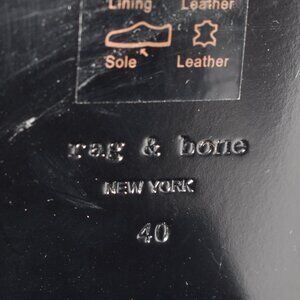 Lining Leather
Sole Leather
rag & bone
NEW YORK
40